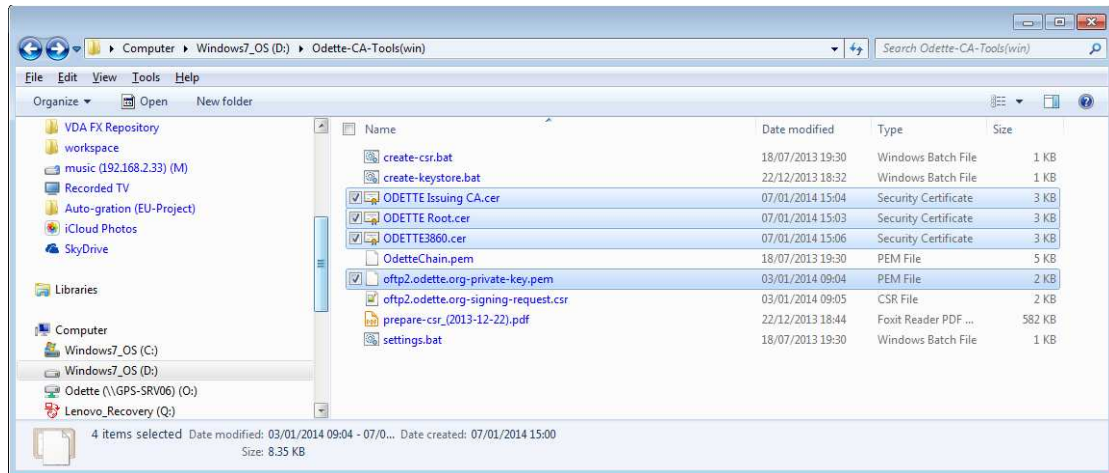 Computer ▸ Windows7_OS (D:) ▸ Odette-CA-Tools(win)
Search Odette-CA-Tools(win)
File Edit View Tools Help
Organize Open New folder
VDA FX Repository
workspace
music (192.168.2.33) (M)
Recorded TV
Auto-gration (EU-Project)
iCloud Photos
SkyDrive
Libraries
Computer
Windows7_OS (C:)
Windows7_OS (D:)
Odette (\\GPS-SRV06) (O:)
Lenovo_Recovery (Q:)
Name Date modified Type Size
create-csr.bat 18/07/2013 19:30 Windows Batch File 1 KB
create-keystore.bat 22/12/2013 18:32 Windows Batch File 1 KB
ODETTE Issuing CA.cer 07/01/2014 15:04 Security Certificate 3 KB
ODETTE Root.cer 07/01/2014 15:03 Security Certificate 3 KB
ODETTE3860.cer 07/01/2014 15:06 Security Certificate 3 KB
OdetteChain.pem 18/07/2013 19:30 PEM File 5 KB
oftp2.odette.org-private-key.pem 03/01/2014 09:04 PEM File 2 KB
oftp2.odette.org-signing-request.csr 03/01/2014 09:05 CSR File 2 KB
prepare-csr_(2013-12-22).pdf 22/12/2013 18:44 Foxit Reader PDF ... 582 KB
settings.bat 18/07/2013 19:30 Windows Batch File 1 KB
4 items selected Date modified: 03/01/2014 09:04 - 07/0... Date created: 07/01/2014 15:00
Size: 8.35 KB